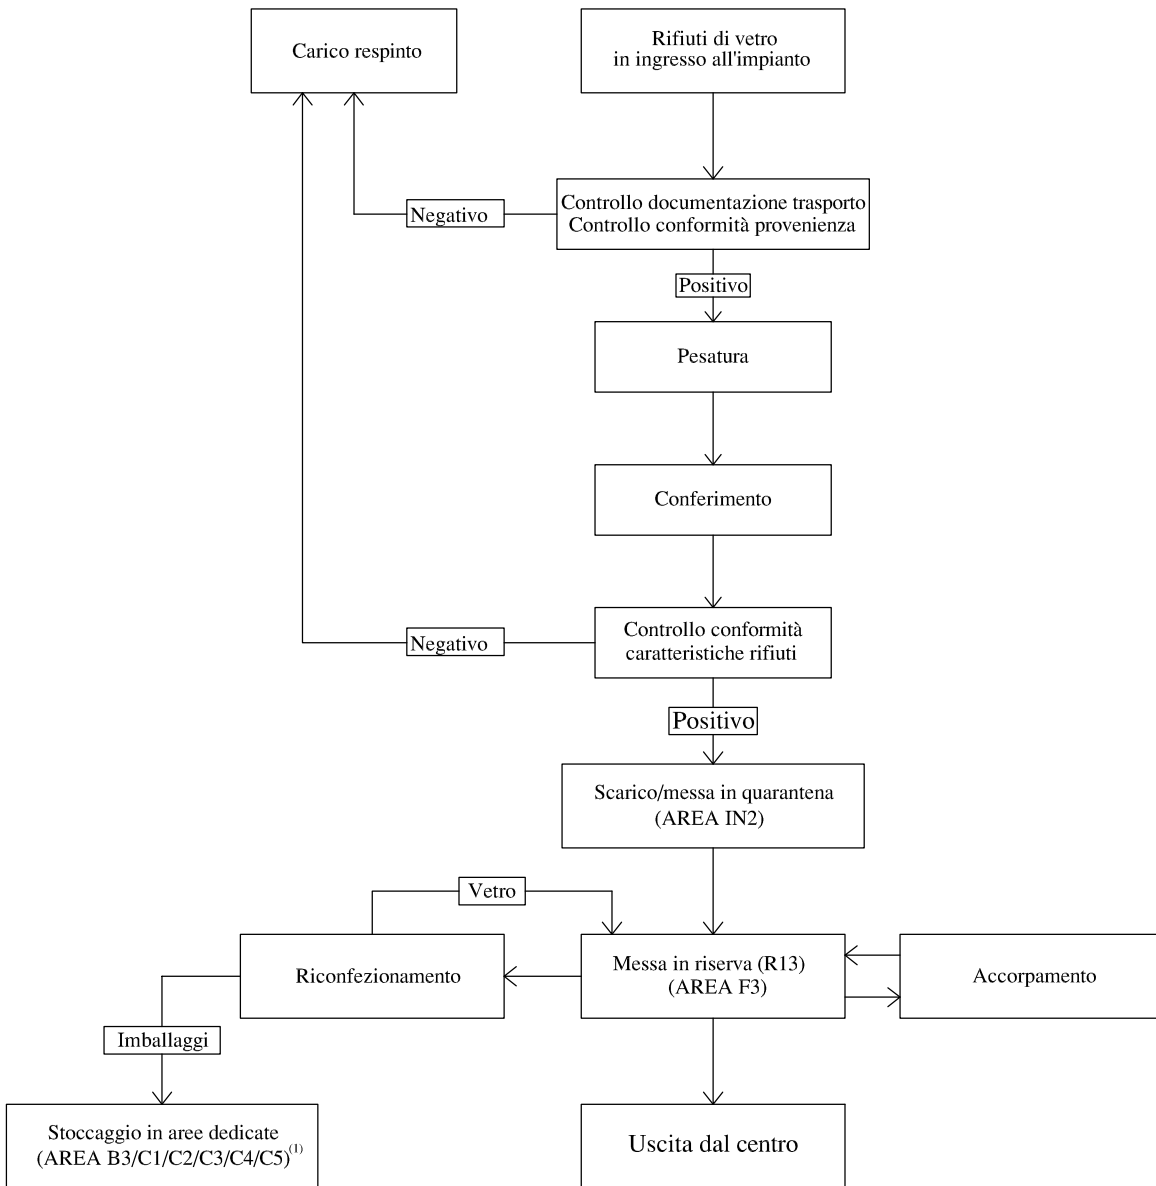 Carico respinto
Rifiuti di vetro
in ingresso all'impianto
Controllo documentazione trasporto
Controllo conformità provenienza
Negativo
Positivo
Pesatura
Conferimento
Controllo conformità
caratteristiche rifiuti
Negativo
Positivo
Scarico/messa in quarantena
(AREA IN2)
Vetro
Riconfezionamento
Messa in riserva (R13)
(AREA F3)
Accorpamento
Imballaggi
Stoccaggio in aree dedicate
(AREA B3/C1/C2/C3/C4/C5)(1)
Uscita dal centro